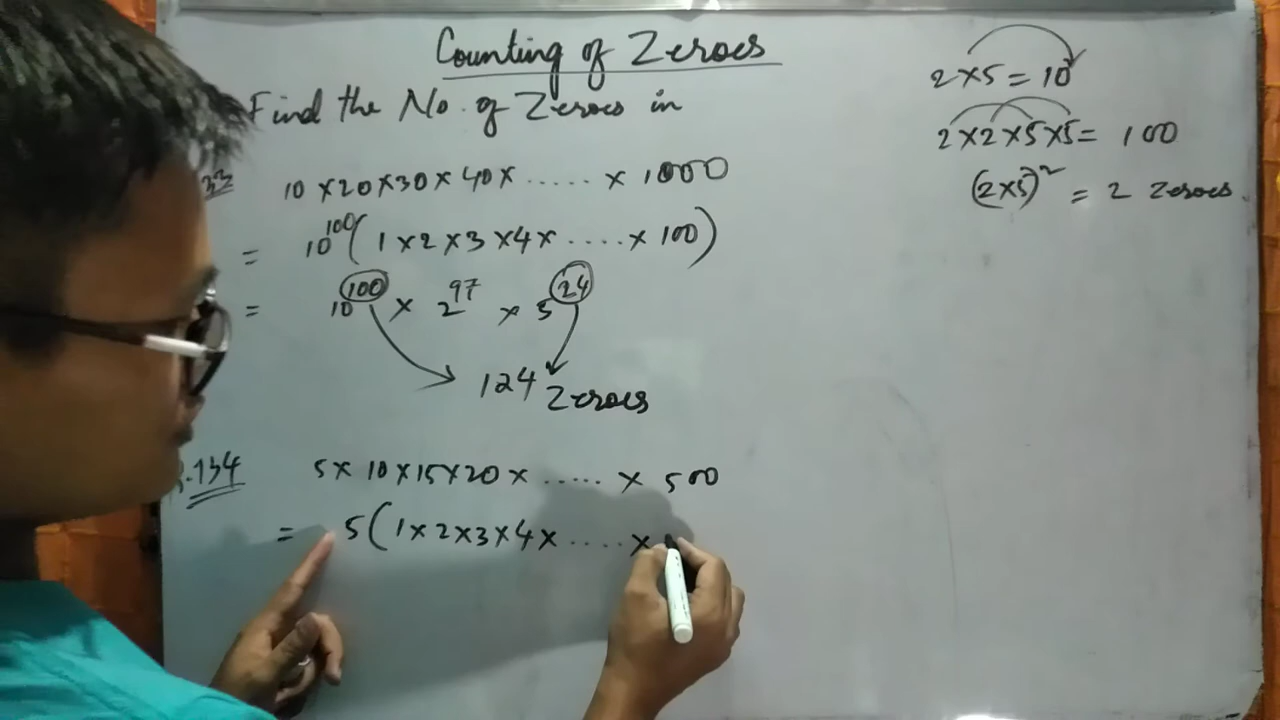 Counting of Zeroes
Find the No. of Zeroes in
10 × 20 × 30 × 40 × ...... × 1000
= 10^100 (1 × 2 × 3 × 4 × .... × 100)
= 10^100 × 2^97 × 5^24
124 Zeroes
.134 5 × 10 × 15 × 20 × ..... × 500
= 5 (1 × 2 × 3 × 4 × .... ×
2 × 5 = 10
2 × 2 × 5 × 5 = 100
(2 × 5)^2 = 2 Zeroes.